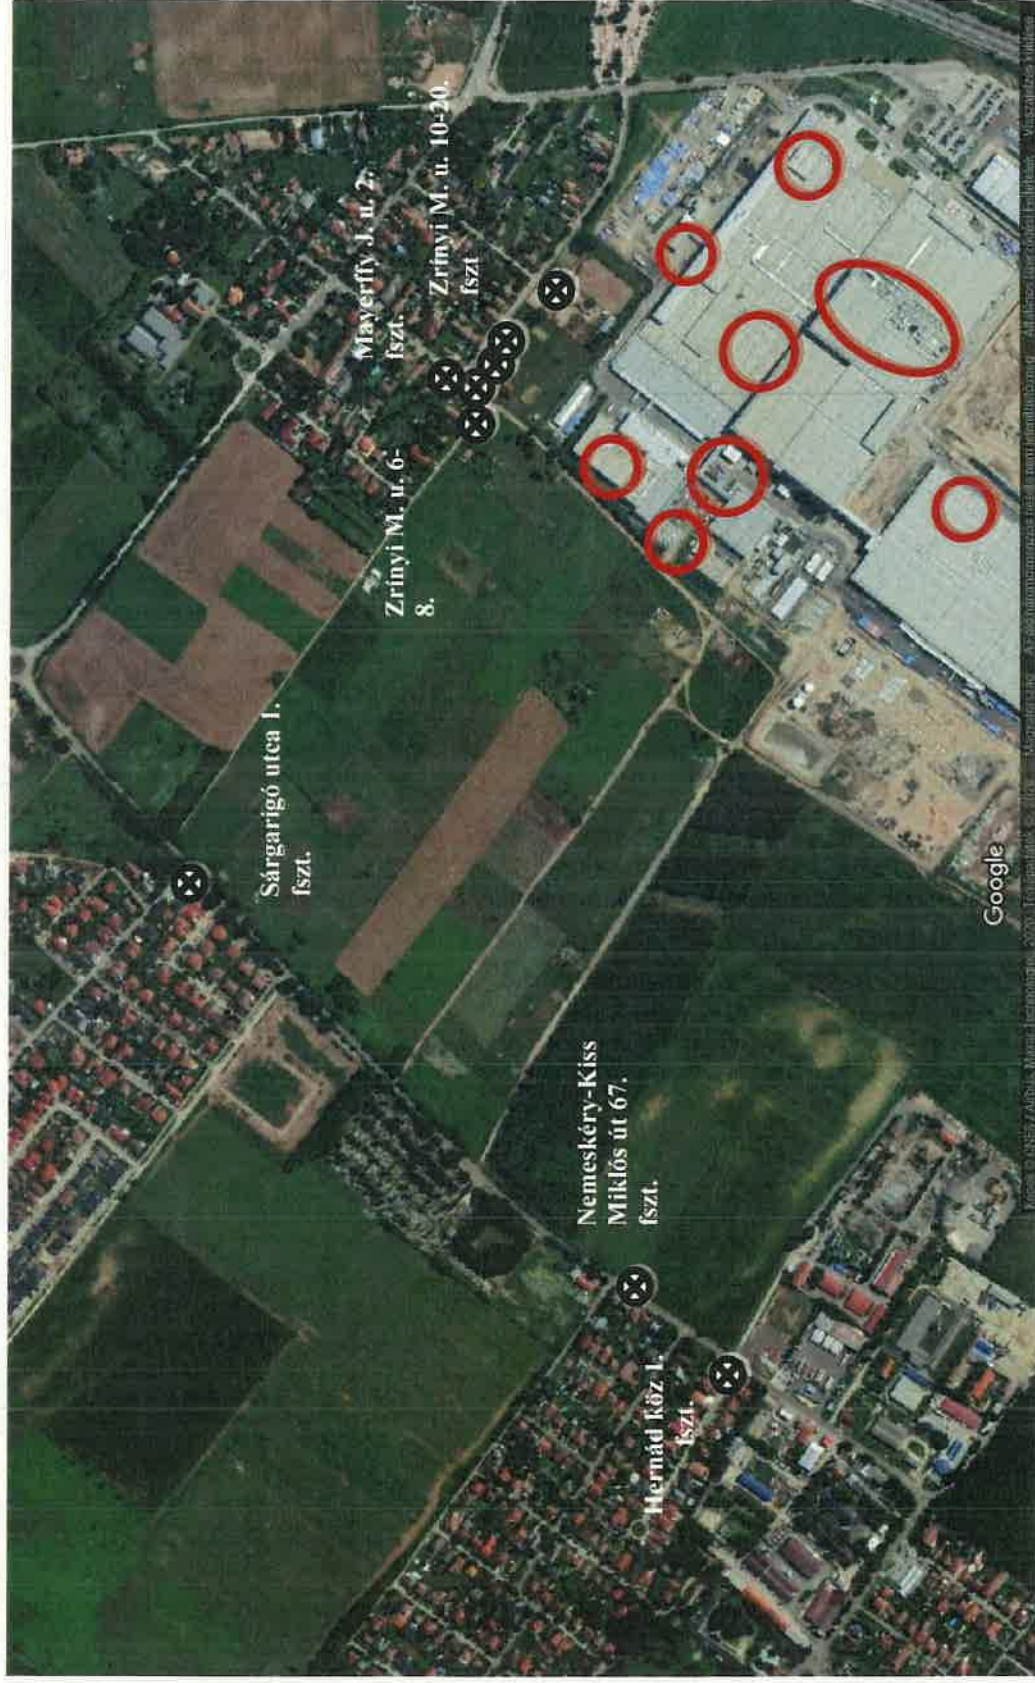 Sárgarigó utca 1.
fszt.
Mayerffy J. u. 2.
fszt.
Zrínyi M. u. 10-20.
fszt
Zrínyi M. u. 6-
8.
Nemeskéry-Kiss
Miklós út 67.
fszt.
Hernád köz 1.
fszt.
Google